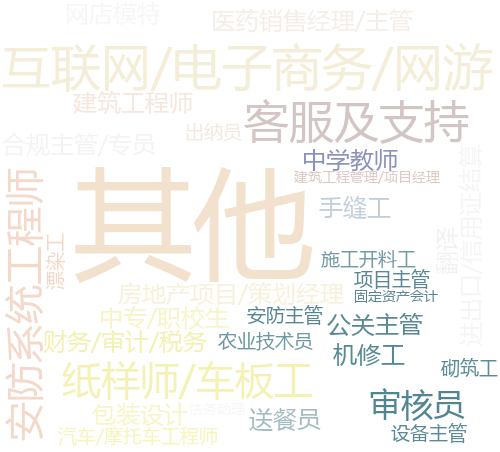 网店模特
医药销售经理/主管
互联网/电子商务/网游
建筑工程师
客服及支持
出纳员
合规主管/专员
中学教师
建筑工程管理/项目经理
其他
手缝工
进出口/信用证结算
翻译
安防系统工程师
漂染工
施工开料工
项目主管
固定资产会计
房地产项目/策划经理
中专/职校生
安防主管
公关主管
财务/审计/税务
农业技术员
机修工
砌筑工
纸样师/车板工
审核员
包装设计
法务助理
送餐员
设备主管
汽车/摩托车工程师